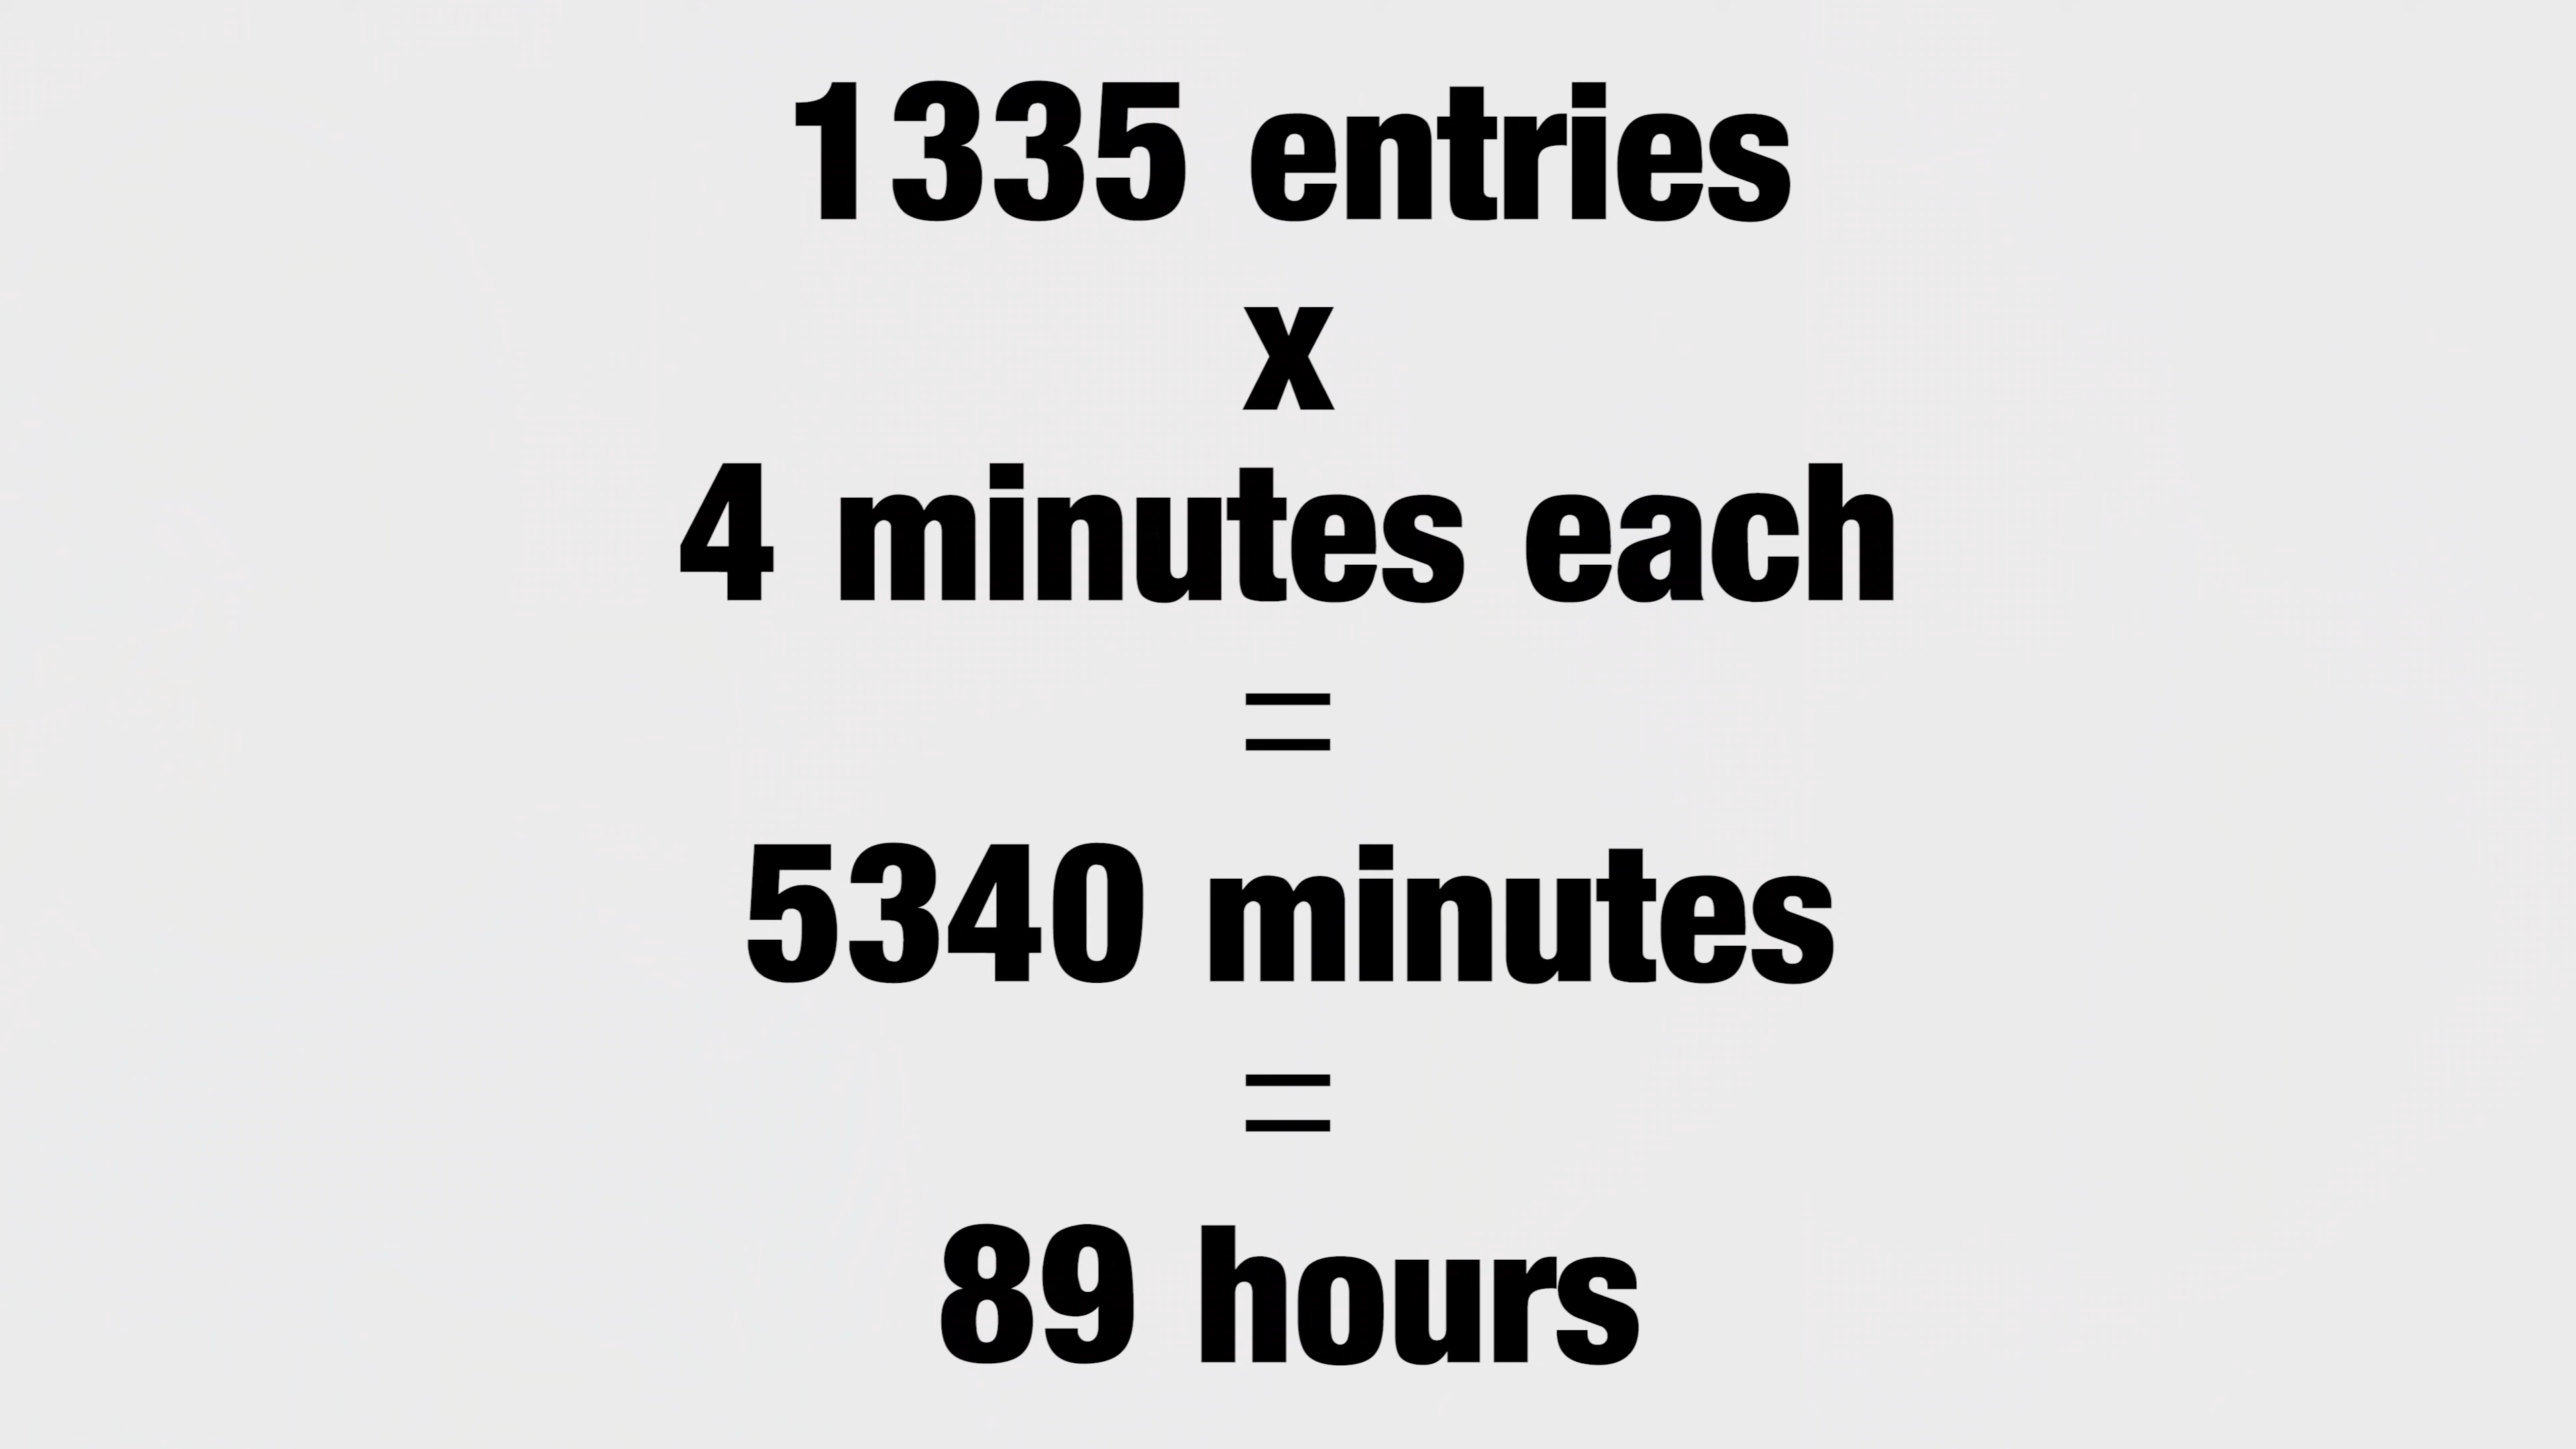 1335 entries
x
4 minutes each
=
5340 minutes
=
89 hours